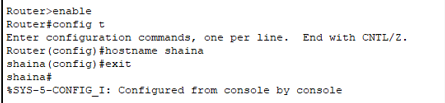 Router>enable
Router#config t
Enter configuration commands, one per line.  End with CNTL/Z.
Router(config)#hostname shaina
shaina(config)#exit
shaina#
%SYS-5-CONFIG_I: Configured from console by console